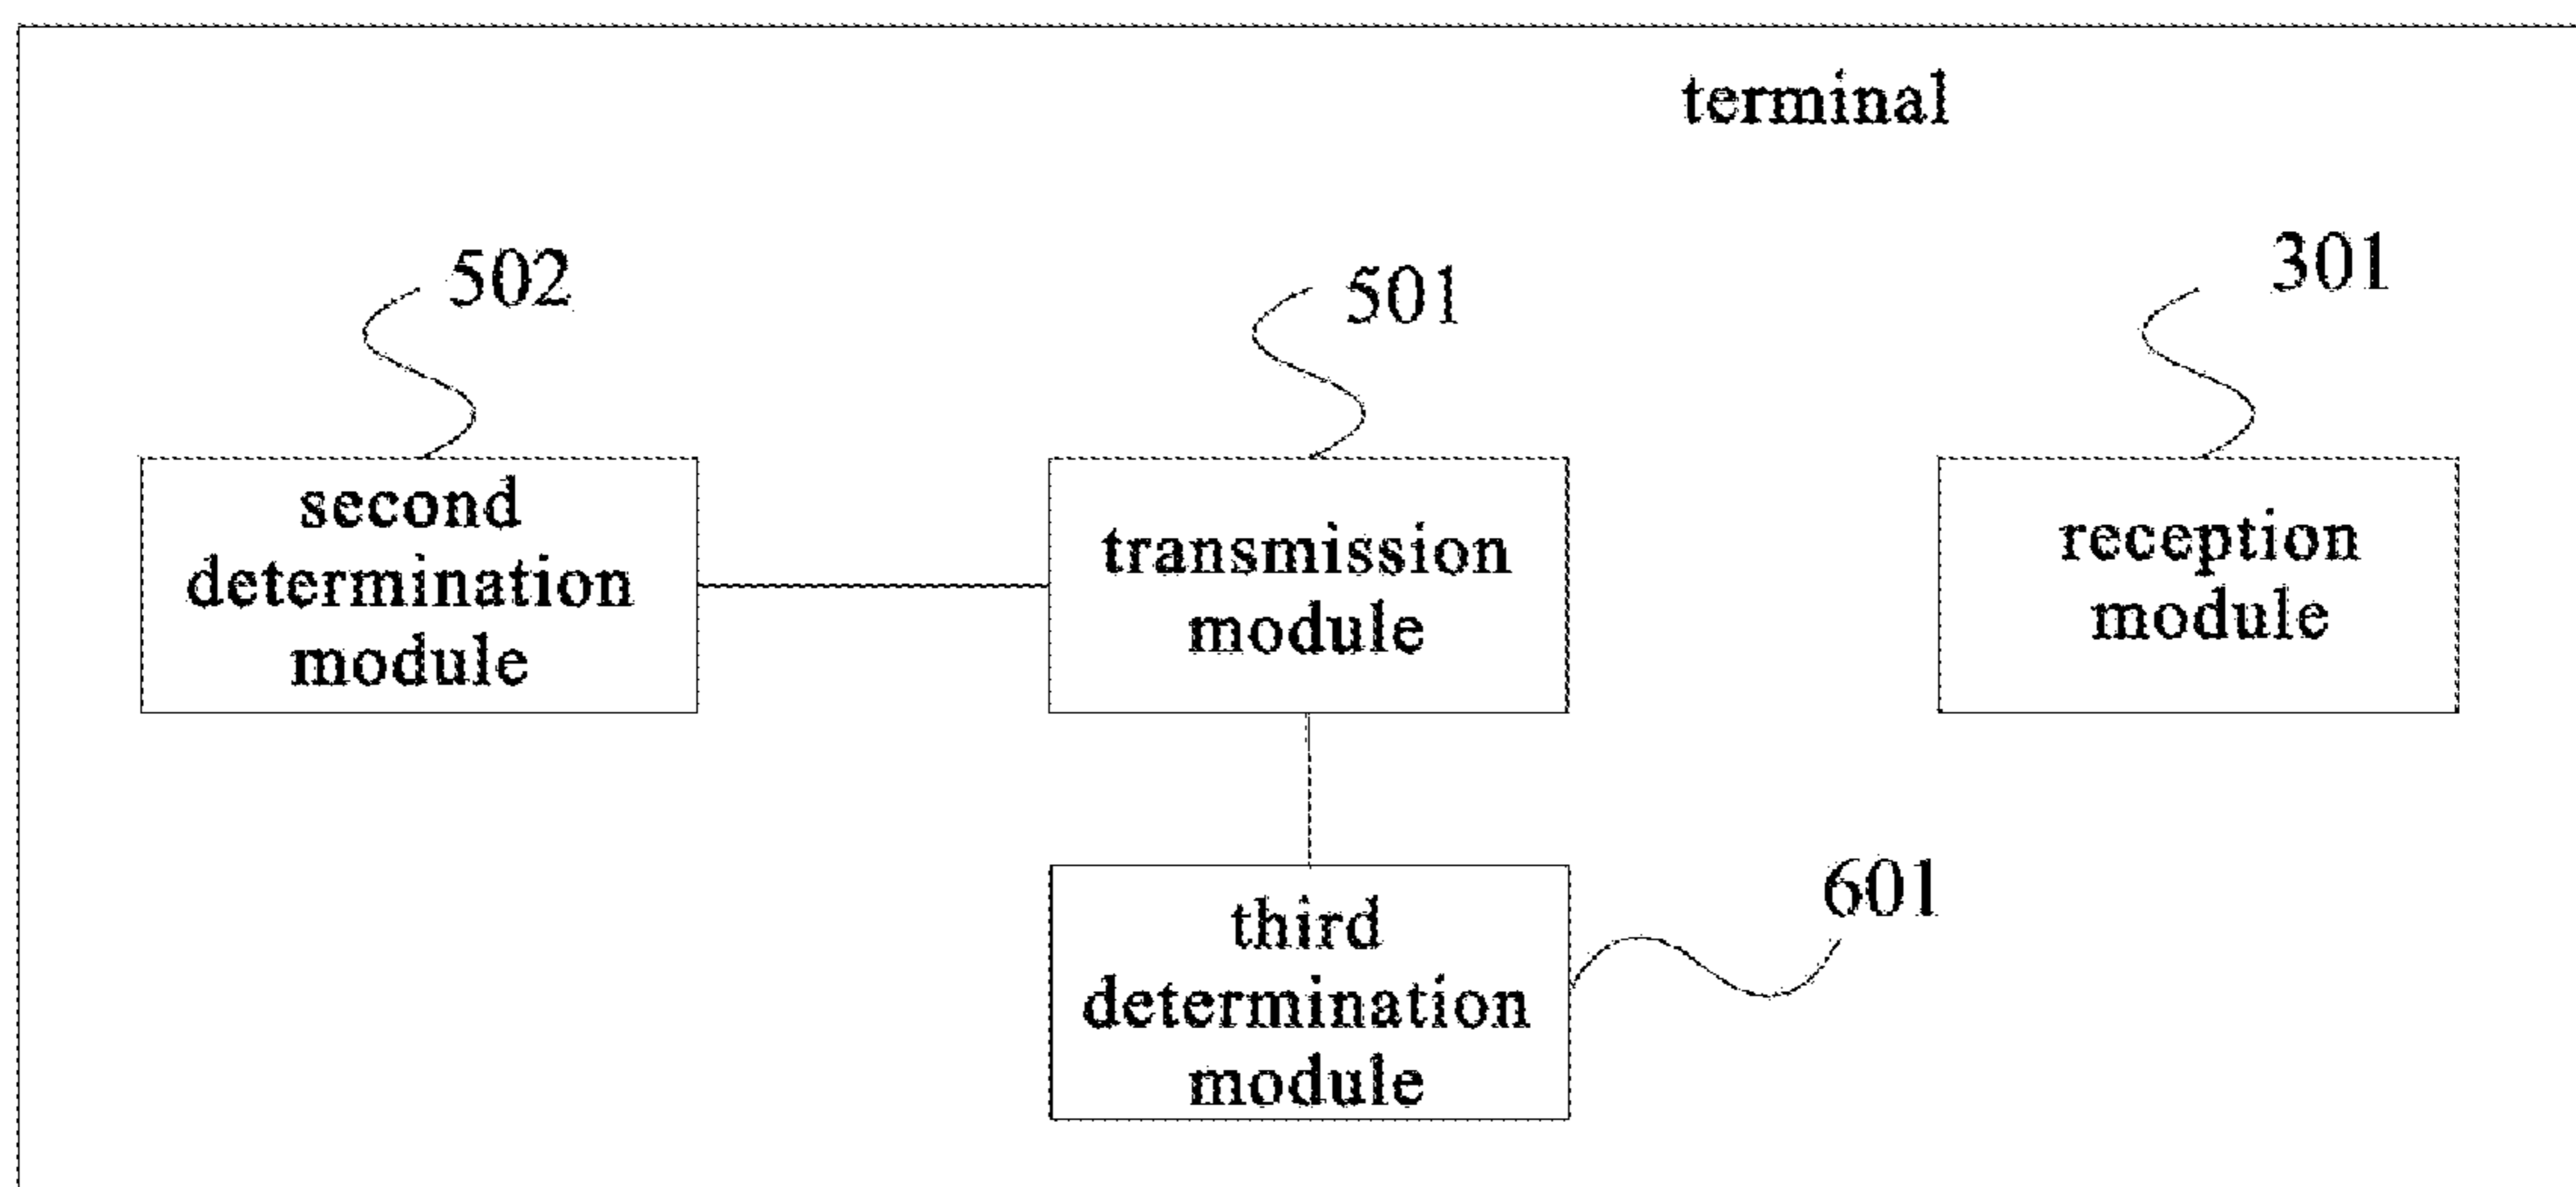 terminal
502
501
301
second
determination
module
transmission
module
reception
module
601
third
determination
module